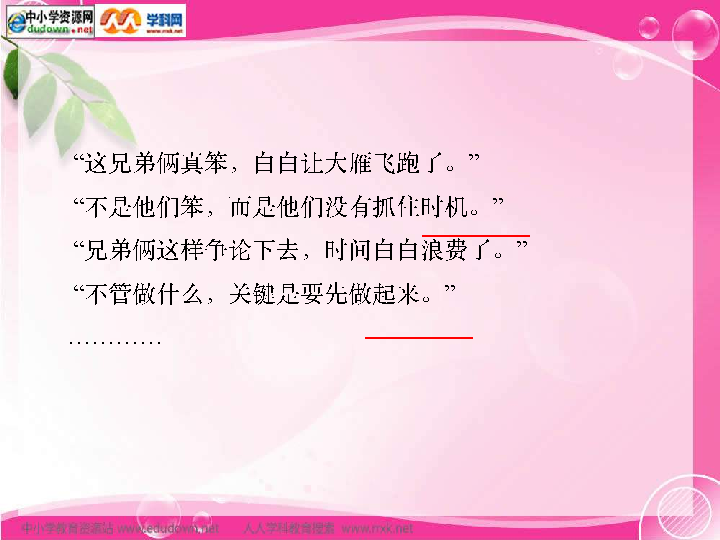 中小学资源网
dudown.net
学科网
www.nxk.net
“这兄弟俩真笨，白白让大雁飞跑了。”
“不是他们笨，而是他们没有抓住时机。”
“兄弟俩这样争论下去，时间白白浪费了。”
“不管做什么，关键是要先做起来。”
…………
中小学教育资源站 www.edudown.net 人人学科教育搜索 www.nxk.net